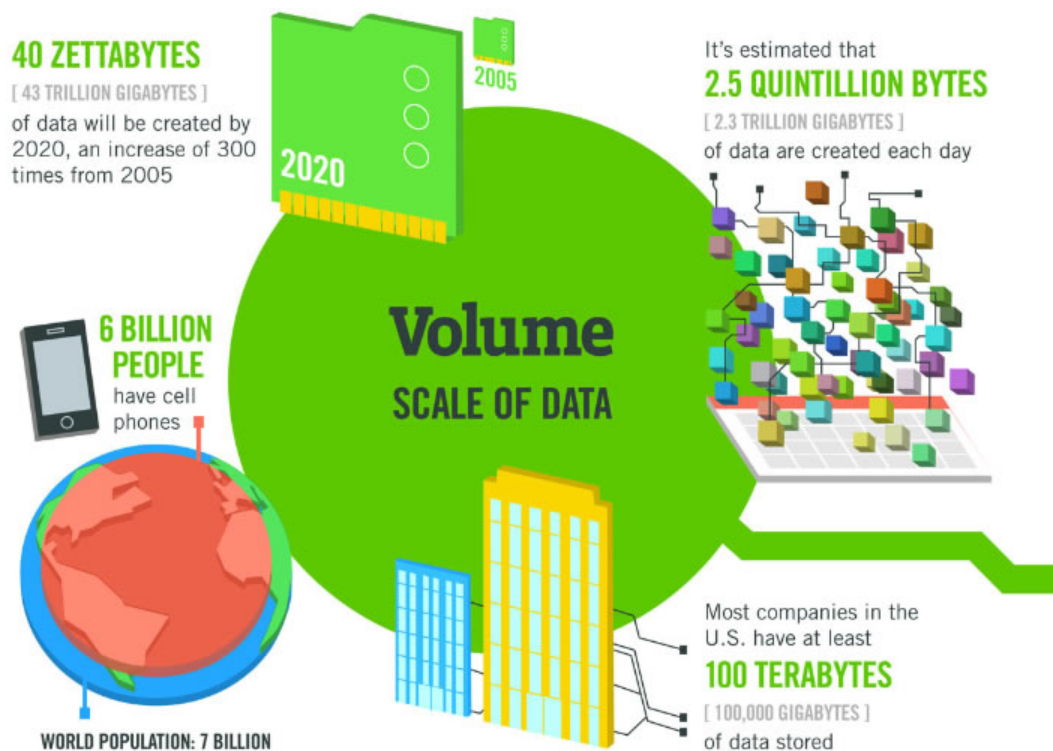 40 ZETTABYTES
[ 43 TRILLION GIGABYTES ]
of data will be created by
2020, an increase of 300
times from 2005
2020
2005
It's estimated that
2.5 QUINTILLION BYTES
[ 2.3 TRILLION GIGABYTES ]
of data are created each day
6 BILLION
PEOPLE
have cell
phones
WORLD POPULATION: 7 BILLION
Volume
SCALE OF DATA
Most companies in the
U.S. have at least
100 TERABYTES
[ 100,000 GIGABYTES ]
of data stored